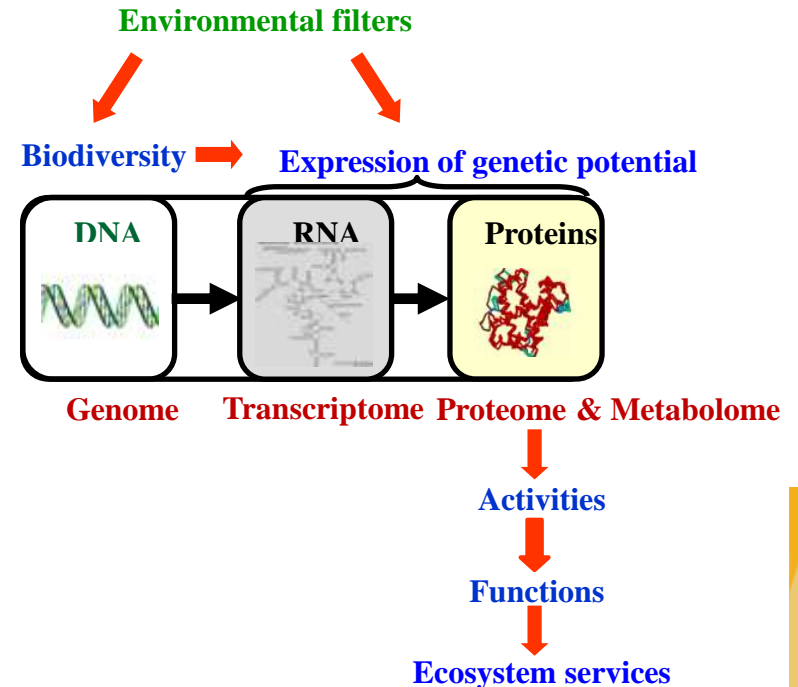 Environmental filters
Biodiversity
Expression of genetic potential
DNA
RNA
Proteins
Genome
Transcriptome
Proteome & Metabolome
Activities
Functions
Ecosystem services